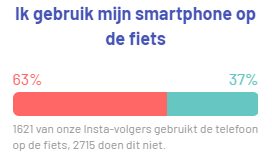 Ik gebruik mijn smartphone op
de fiets
63% 37%
1621 van onze Insta-volgers gebruikt de telefoon
op de fiets, 2715 doen dit niet.